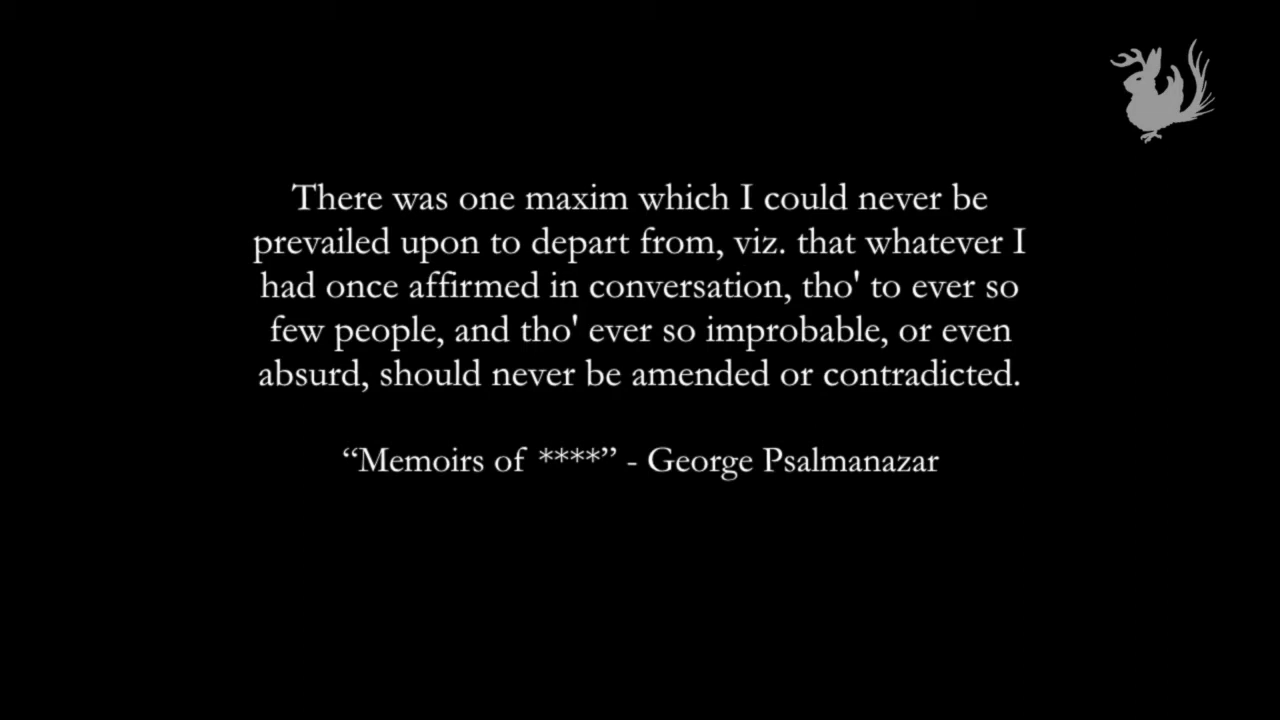 There was one maxim which I could never be
prevailed upon to depart from, viz. that whatever I
had once affirmed in conversation, tho' to ever so
few people, and tho' ever so improbable, or even
absurd, should never be amended or contradicted.
“Memoirs of ****” - George Psalmanazar